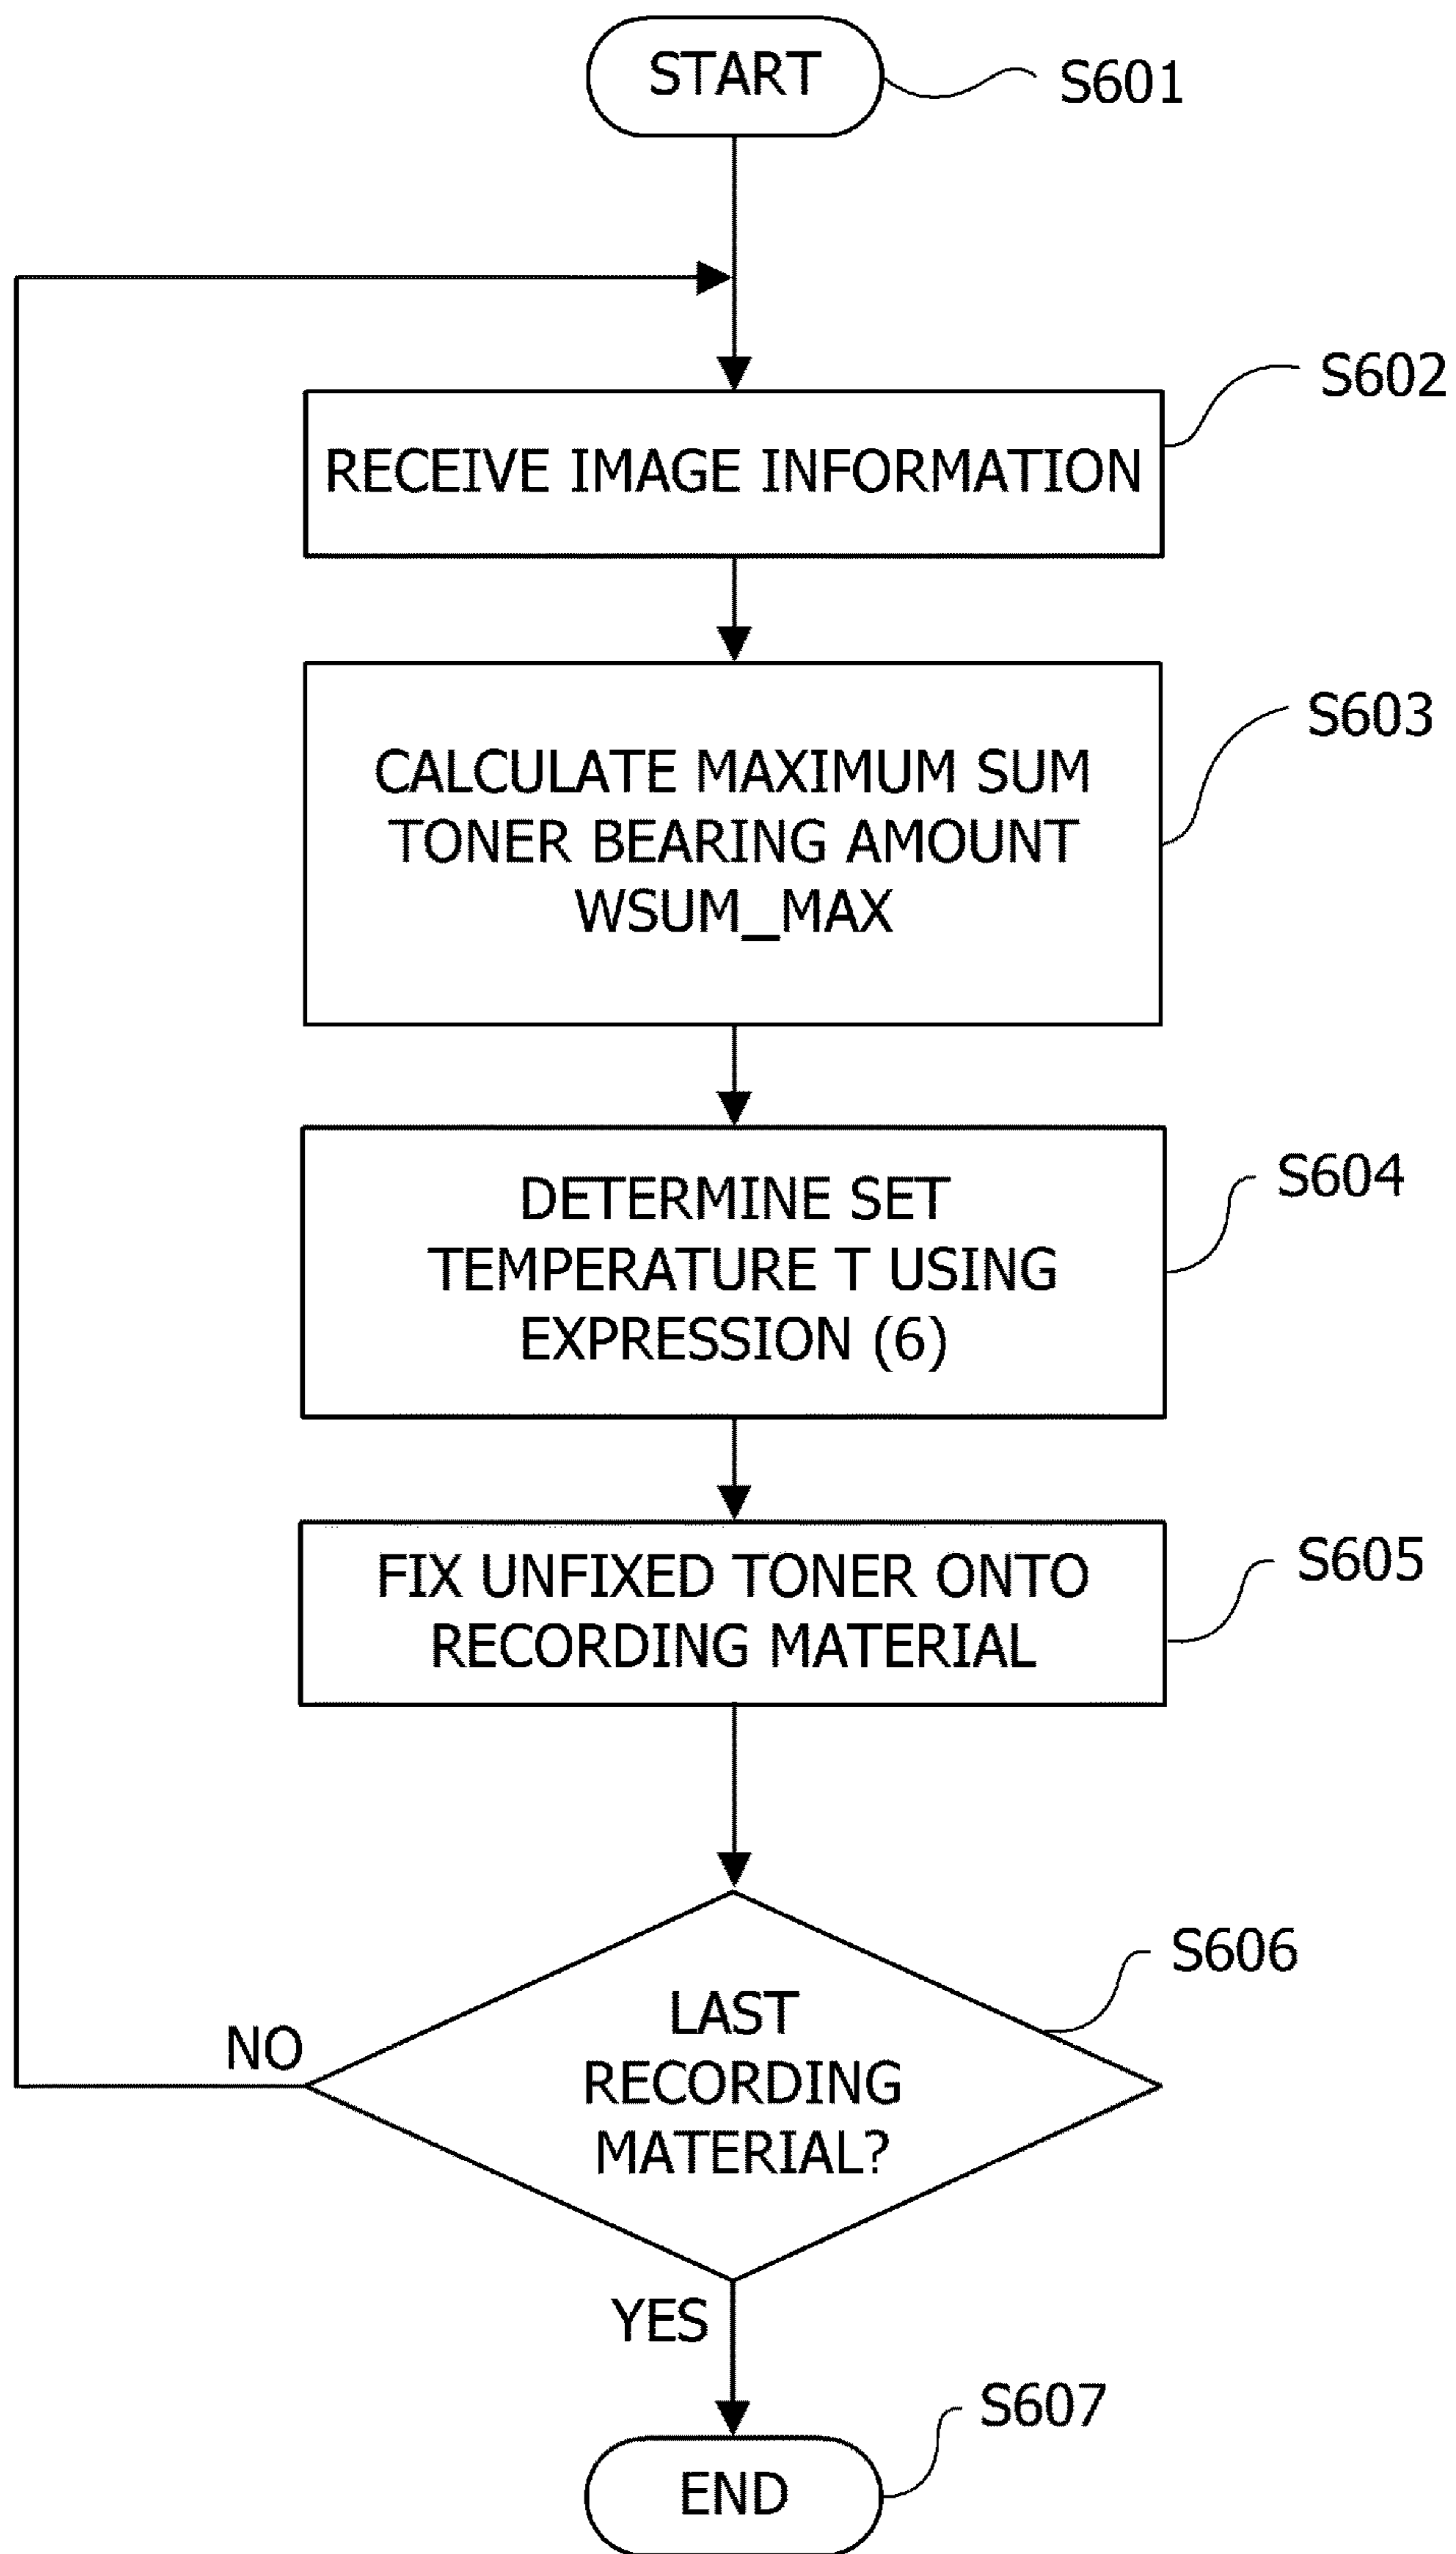 START
S601
S602
RECEIVE IMAGE INFORMATION
S603
CALCULATE MAXIMUM SUM
TONER BEARING AMOUNT
WSUM_MAX
S604
DETERMINE SET
TEMPERATURE T USING
EXPRESSION (6)
S605
FIX UNFIXED TONER ONTO
RECORDING MATERIAL
S606
LAST
RECORDING
MATERIAL?
NO
YES
S607
END